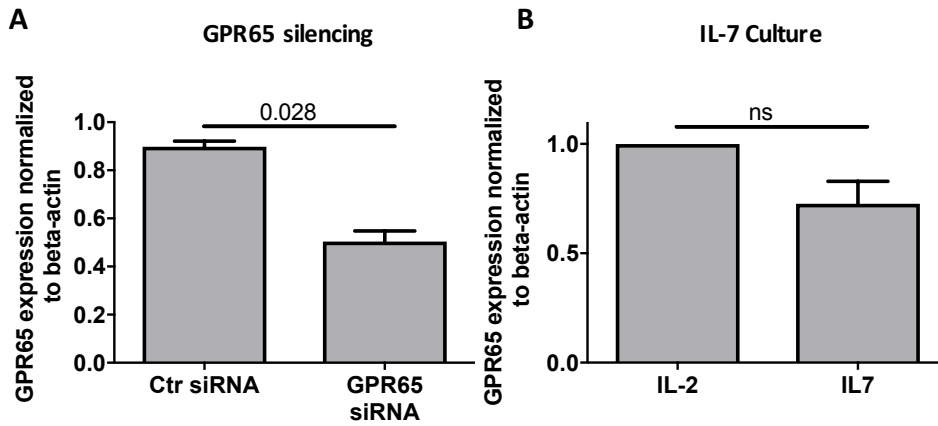 A
GPR65 silencing
GPR65 expression normalized
to beta-actin
0.028
1.0
0.8
0.6
0.4
0.2
0.0
Ctr siRNA
GPR65
siRNA
B
IL-7 Culture
GPR65 expression normalized
to beta-actin
ns
1.0
0.5
0.0
IL-2
IL7